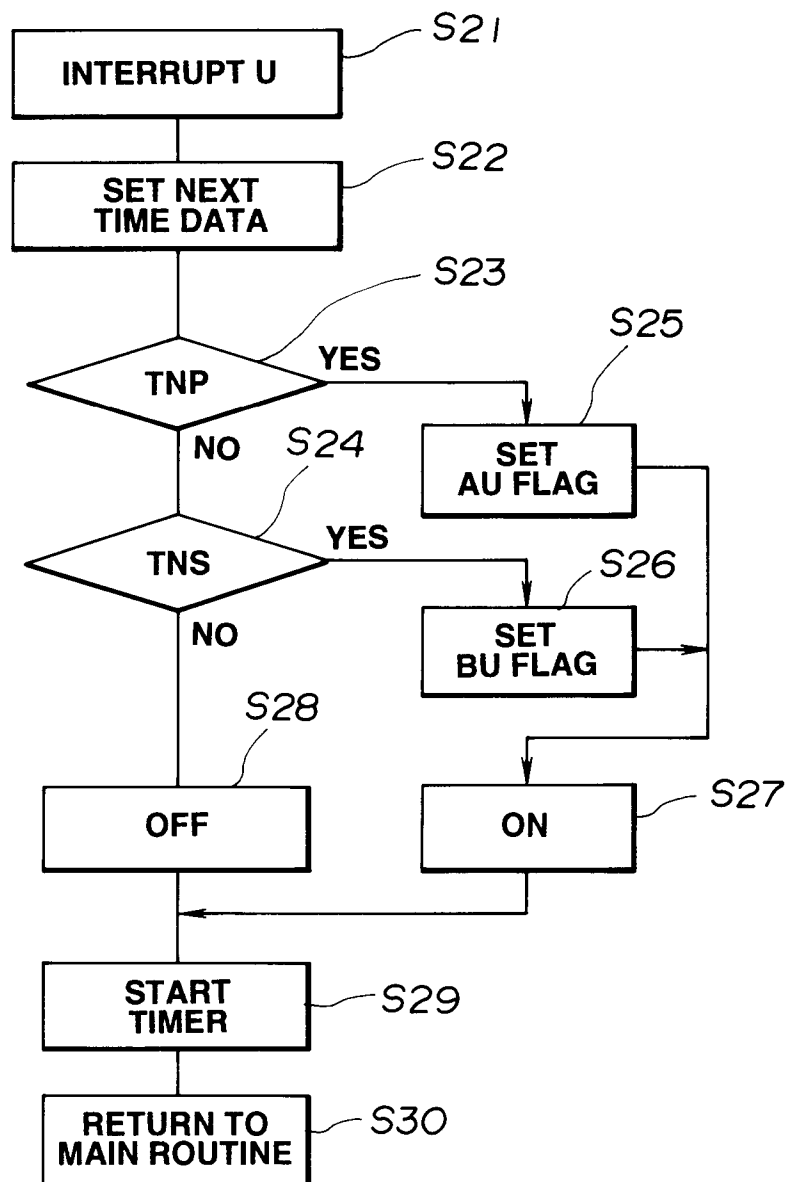 S21
INTERRUPT U
S22
SET NEXT
TIME DATA
S23
TNP
YES
NO
S25
SET
AU FLAG
S24
TNS
YES
NO
S26
SET
BU FLAG
S28
OFF
S27
ON
START
TIMER
S29
RETURN TO
MAIN ROUTINE
S30